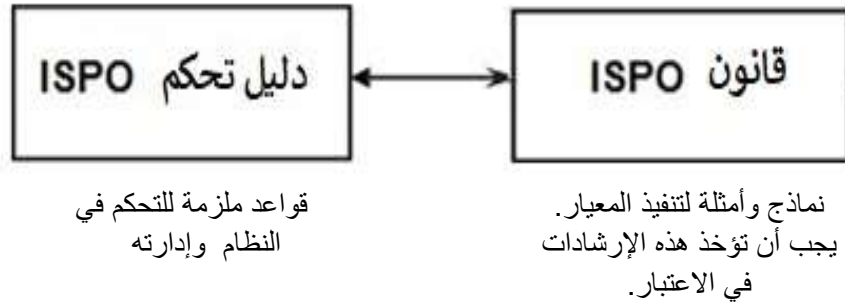 قانون ISPO
دليل تحكم ISPO
نماذج وأمثلة لتنفيذ المعيار.
يجب أن تؤخذ هذه الإرشادات
في الاعتبار.
قواعد ملزمة للتحكم في
النظام وإدارته